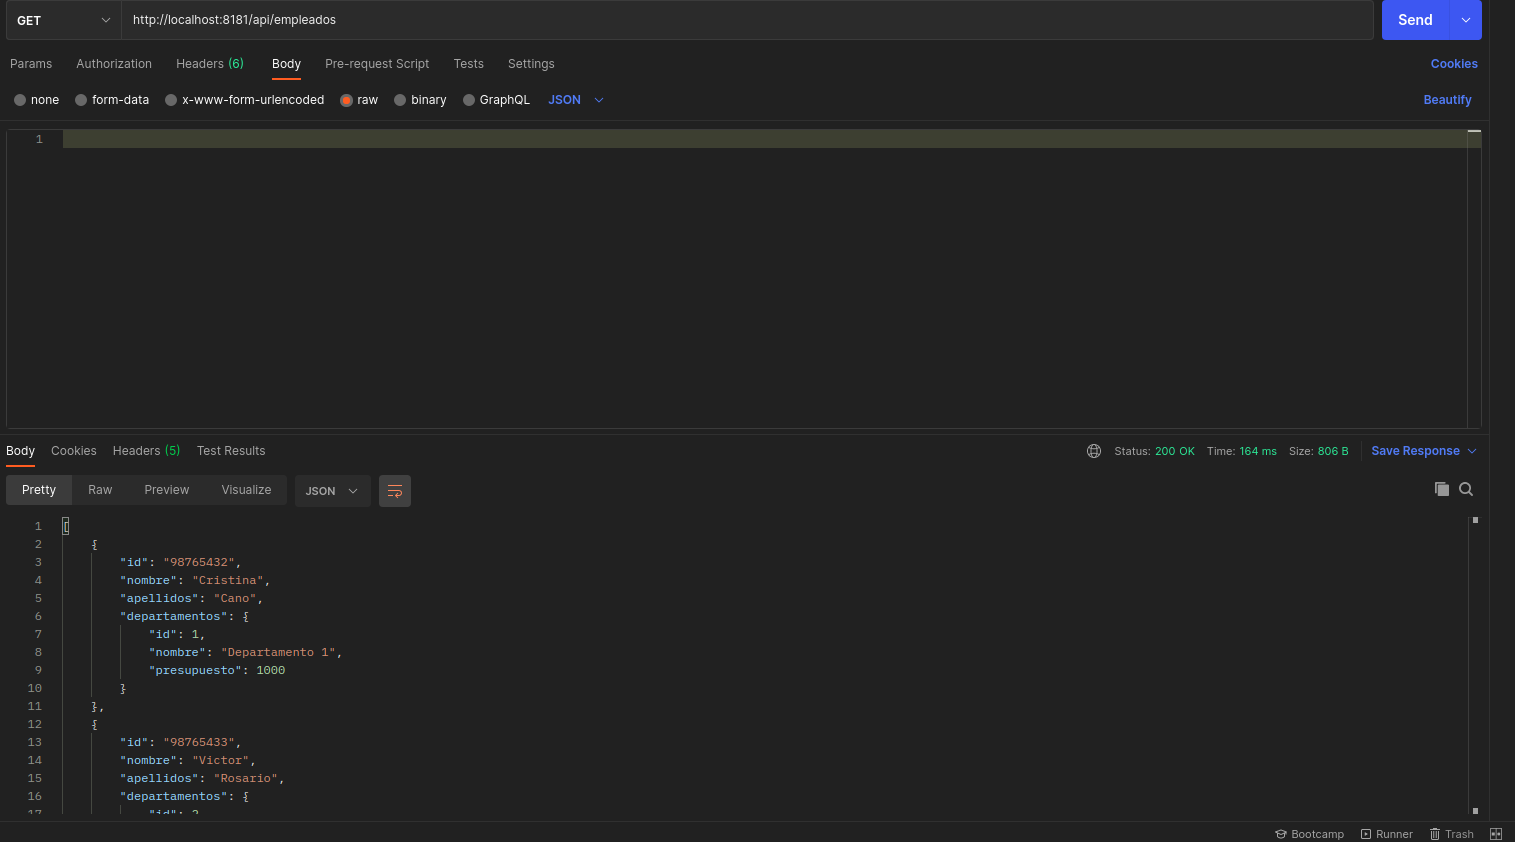 GET http://localhost:8181/api/empleados Send
Params Authorization Headers (6) Body Pre-request Script Tests Settings Cookies
none form-data x-www-form-urlencoded raw binary GraphQL JSON Beautify
1
Body Cookies Headers (5) Test Results Status: 200 OK Time: 164 ms Size: 806 B Save Response
Pretty Raw Preview Visualize JSON
1 [
2 {
3 "id": "98765432",
4 "nombre": "Cristina",
5 "apellidos": "Cano",
6 "departamentos": {
7 "id": 1,
8 "nombre": "Departamento 1",
9 "presupuesto": 1000
10 }
11 },
12 {
13 "id": "98765433",
14 "nombre": "Victor",
15 "apellidos": "Rosario",
16 "departamentos": {
17 "id": 2
Bootcamp Runner Trash